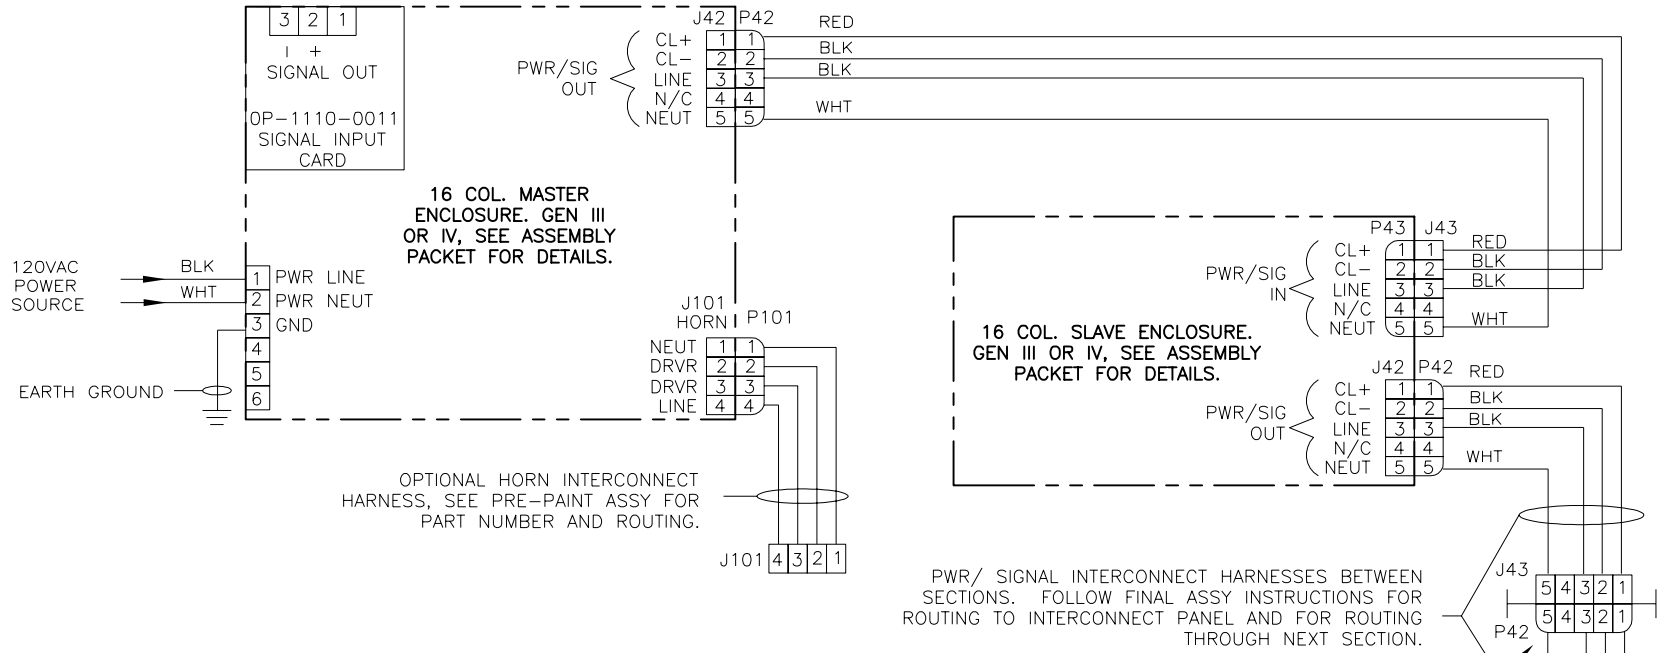 3 2 1
– +
SIGNAL OUT
0P-1110-0011
SIGNAL INPUT
CARD
16 COL. MASTER
ENCLOSURE. GEN III
OR IV, SEE ASSEMBLY
PACKET FOR DETAILS.
PWR/SIG
OUT
J42 P42
CL+ 1 1 RED
CL- 2 2 BLK
LINE 3 3 BLK
N/C 4 4
NEUT 5 5 WHT
120VAC
POWER
SOURCE
BLK
WHT
1 PWR LINE
2 PWR NEUT
3 GND
4
5
6
EARTH GROUND
J101
HORN P101
NEUT 1 1
DRVR 2 2
DRVR 3 3
LINE 4 4
OPTIONAL HORN INTERCONNECT
HARNESS, SEE PRE-PAINT ASSY FOR
PART NUMBER AND ROUTING.
J101 4 3 2 1
16 COL. SLAVE ENCLOSURE.
GEN III OR IV, SEE ASSEMBLY
PACKET FOR DETAILS.
PWR/SIG
IN
P43 J43
CL+ 1 1 RED
CL- 2 2 BLK
LINE 3 3 BLK
N/C 4 4
NEUT 5 5 WHT
PWR/SIG
OUT
J42 P42
CL+ 1 1 RED
CL- 2 2 BLK
LINE 3 3 BLK
N/C 4 4
NEUT 5 5 WHT
PWR/ SIGNAL INTERCONNECT HARNESSES BETWEEN
SECTIONS. FOLLOW FINAL ASSY INSTRUCTIONS FOR
ROUTING TO INTERCONNECT PANEL AND FOR ROUTING
THROUGH NEXT SECTION.
J43
5 4 3 2 1
5 4 3 2 1
P42